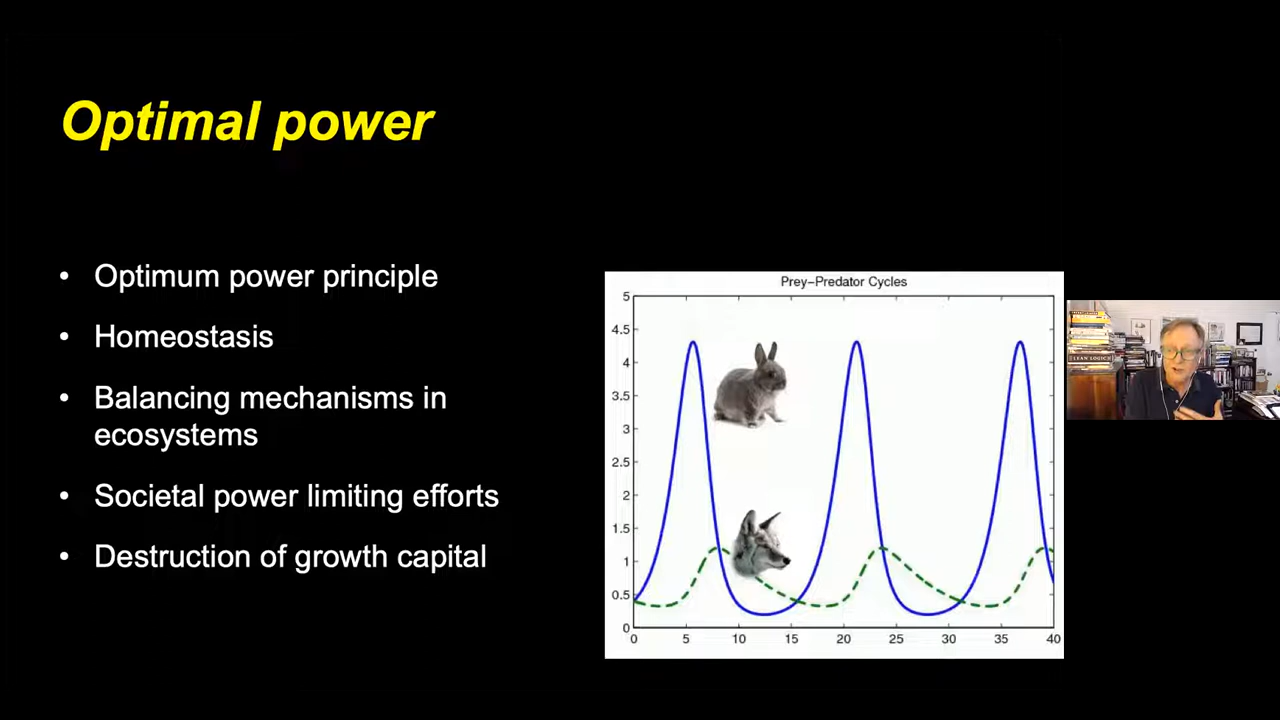 Optimal power
• Optimum power principle
• Homeostasis
• Balancing mechanisms in
ecosystems
• Societal power limiting efforts
• Destruction of growth capital
Prey-Predator Cycles
5
4.5
4
3.5
3
2.5
2
1.5
1
0.5
0
0 5 10 15 20 25 30 35 40
LEAN LOGIC